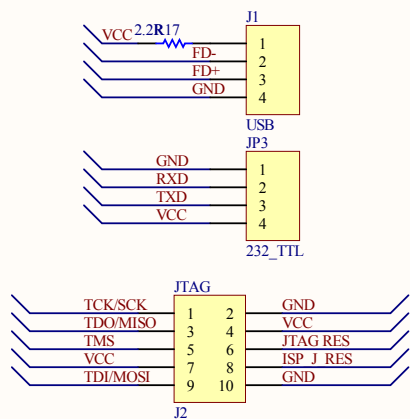 J1
VCC 2.2R17 1
FD- 2
FD+ 3
GND 4
USB
JP3
GND 1
RXD 2
TXD 3
VCC 4
232_TTL
JTAG
TCK/SCK 1 2 GND
TDO/MISO 3 4 VCC
TMS 5 6 JTAG RES
VCC 7 8 ISP_J_RES
TDI/MOSI 9 10 GND
J2